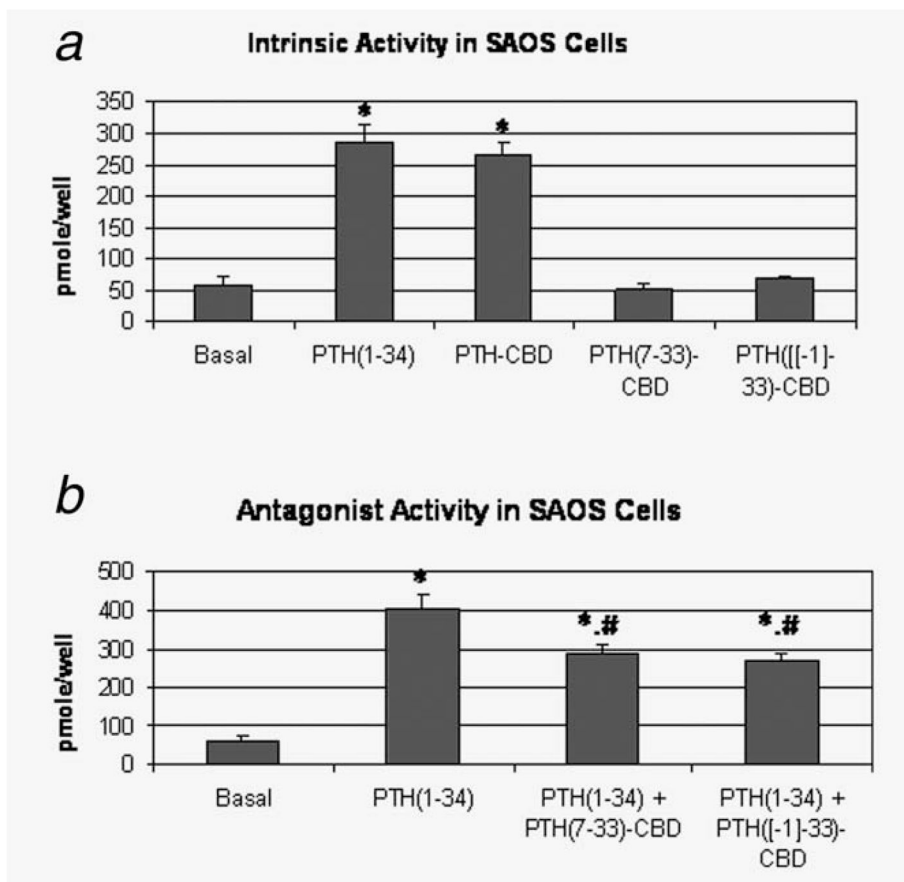 a
Intrinsic Activity in SAOS Cells
350
300
250
200
150
100
50
0
pmole/well
*
*
Basal
PTH(1-34)
PTH-CBD
PTH(7-33)-
CBD
PTH([[-1]-
33)-CBD
b
Antagonist Activity in SAOS Cells
500
400
300
200
100
0
pmole/well
*
*,#
*,#
Basal
PTH(1-34)
PTH(1-34) +
PTH(7-33)-CBD
PTH(1-34) +
PTH([-1]-33)-
CBD